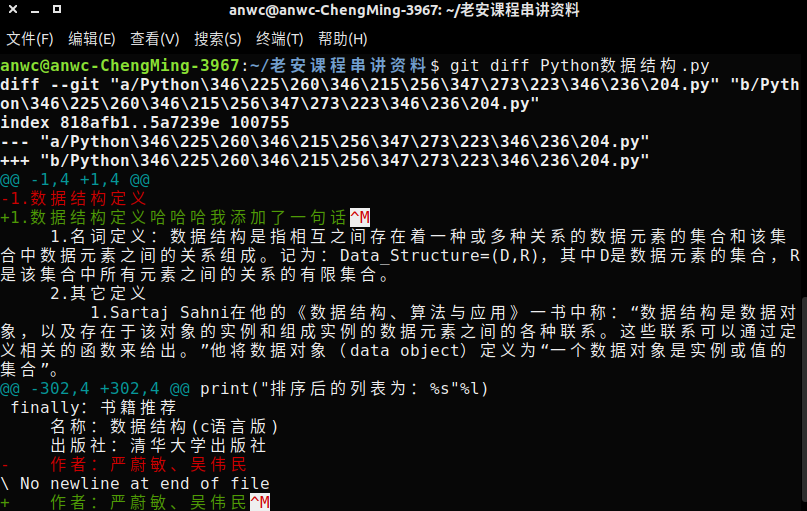 anwc@anwc-ChengMing-3967: ~/老安课程串讲资料
文件(F) 编辑(E) 查看(V) 搜索(S) 终端(T) 帮助(H)
anwc@anwc-ChengMing-3967:~/老安课程串讲资料$ git diff Python数据结构.py
diff --git "a/Python\346\225\260\346\215\256\347\273\223\346\236\204.py" "b/Pyth
on\346\225\260\346\215\256\347\273\223\346\236\204.py"
index 818afb1..5a7239e 100755
--- "a/Python\346\225\260\346\215\256\347\273\223\346\236\204.py"
+++ "b/Python\346\225\260\346\215\256\347\273\223\346\236\204.py"
@@ -1,4 +1,4 @@
-1.数据结构定义
+1.数据结构定义哈哈哈我添加了一句话^M
     1.名词定义：数据结构是指相互之间存在着一种或多种关系的数据元素的集合和该集
合中数据元素之间的关系组成。记为：Data_Structure=(D,R)，其中D是数据元素的集合，R
是该集合中所有元素之间的关系的有限集合。
     2.其它定义
         1.Sartaj Sahni在他的《数据结构、算法与应用》一书中称：“数据结构是数据对
象，以及存在于该对象的实例和组成实例的数据元素之间的各种联系。这些联系可以通过定
义相关的函数来给出。”他将数据对象（data object）定义为“一个数据对象是实例或值的
集合”。
@@ -302,4 +302,4 @@ print("排序后的列表为：%s"%l)
 finally：书籍推荐
     名称：数据结构(c语言版)
     出版社：清华大学出版社
-    作者：严蔚敏、吴伟民
\ No newline at end of file
+    作者：严蔚敏、吴伟民^M